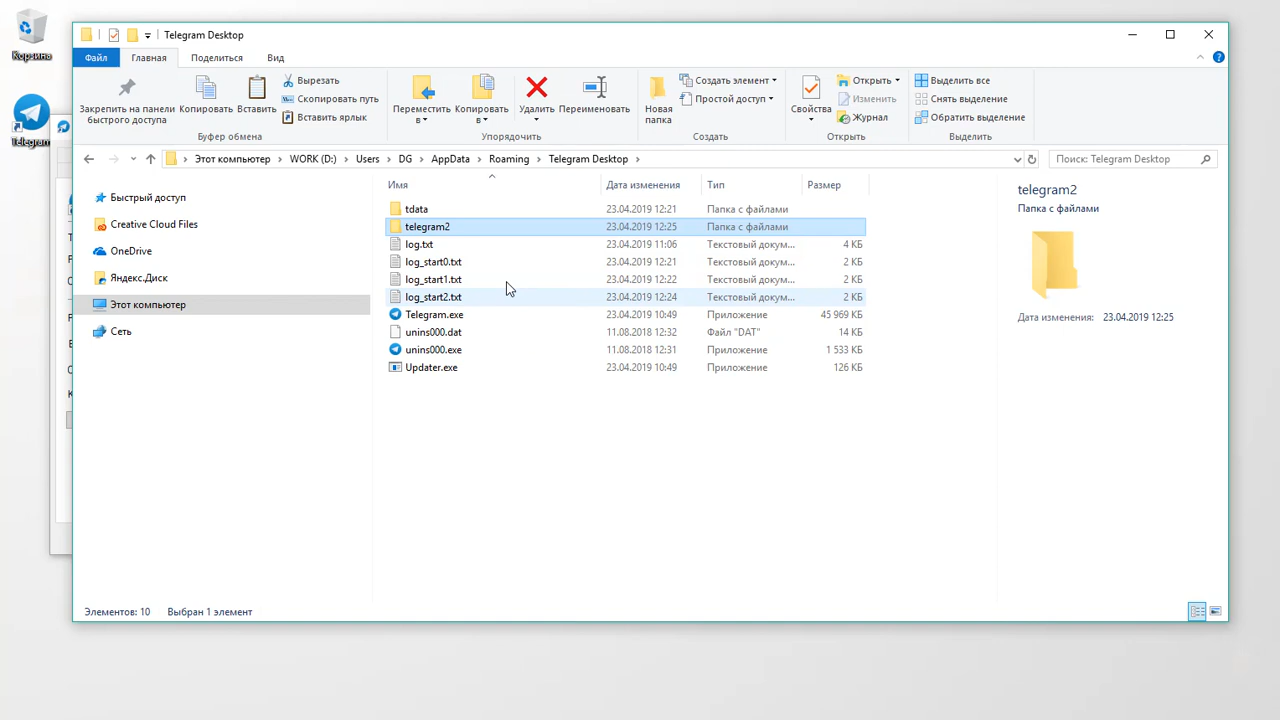 Корзина
Telegram
Telegram Desktop
Файл
Главная
Поделиться
Вид
Закрепить на панели
быстрого доступа
Копировать
Вставить
Вырезать
Скопировать путь
Вставить ярлык
Буфер обмена
Переместить
в
Копировать
в
Удалить
Переименовать
Упорядочить
Новая
папка
Создать элемент
Простой доступ
Создать
Свойства
Открыть
Изменить
Журнал
Открыть
Выделить все
Снять выделение
Обратить выделение
Выделить
Этот компьютер
WORK (D:)
Users
DG
AppData
Roaming
Telegram Desktop
Поиск: Telegram Desktop
Быстрый доступ
Creative Cloud Files
OneDrive
Яндекс.Диск
Этот компьютер
Сеть
Имя Дата изменения Тип Размер
tdata 23.04.2019 12:21 Папка с файлами
telegram2 23.04.2019 12:25 Папка с файлами
log.txt 23.04.2019 11:06 Текстовый докум... 4 КБ
log_start0.txt 23.04.2019 12:21 Текстовый докум... 2 КБ
log_start1.txt 23.04.2019 12:22 Текстовый докум... 2 КБ
log_start2.txt 23.04.2019 12:24 Текстовый докум... 2 КБ
Telegram.exe 23.04.2019 10:49 Приложение 45 969 КБ
unins000.dat 11.08.2018 12:32 Файл "DAT" 14 КБ
unins000.exe 11.08.2018 12:31 Приложение 1 533 КБ
Updater.exe 23.04.2019 10:49 Приложение 126 КБ
telegram2
Папка с файлами
Дата изменения: 23.04.2019 12:25
Элементов: 10 Выбран 1 элемент